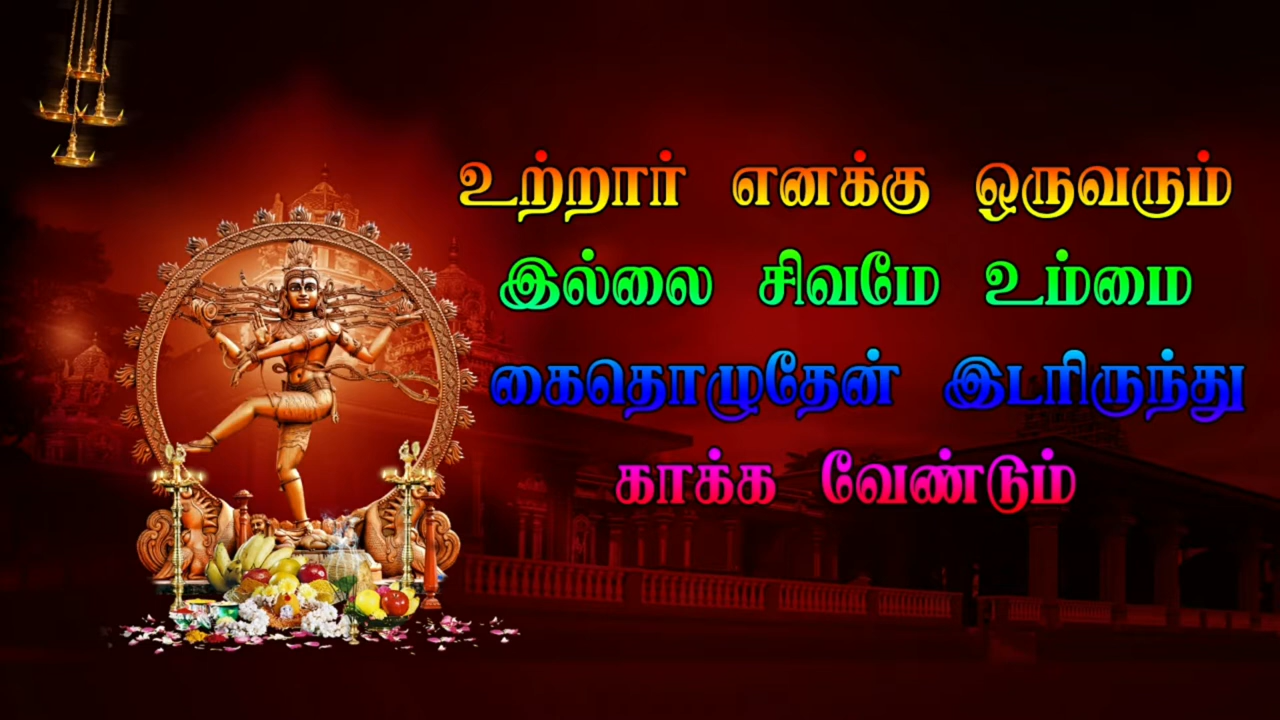 உற்றார் எனக்கு ஒருவரும்
இல்லை சிவமே உம்மை
கைதொழுதேன் இடரிருந்து
காக்க வேண்டும்